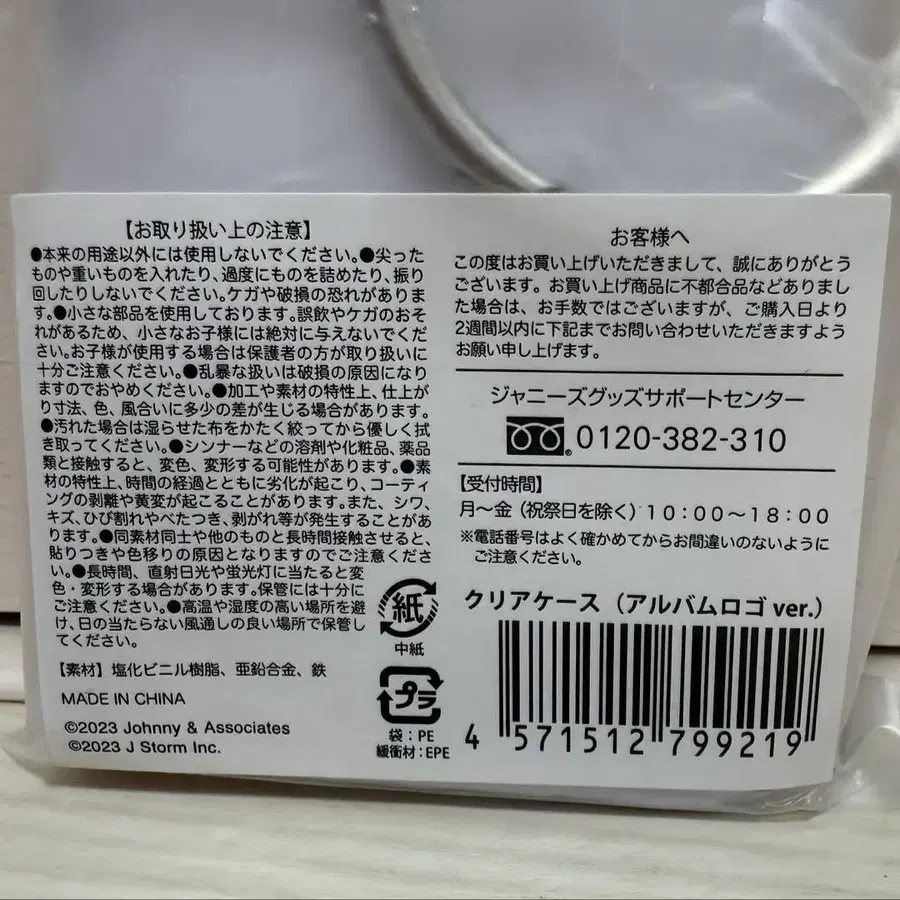 【お取り扱い上の注意】
●本来の用途以外には使用しないでください。●尖った
ものや重いものを入れたり、過度にものを詰めたり、振り
回したりしないでください。ケガや破損の恐れがありま
す。●小さな部品を使用しております。誤飲やケガのおそ
れがあるため、小さなお子様には絶対に与えないでくだ
さい。お子様が使用する場合は保護者の方が取り扱いに
十分ご注意ください。●乱暴な扱いは破損の原因になり
ますのでおやめください。●加工や素材の特性上、仕上が
り寸法、色、風合いに多少の差が生じる場合があります。
●汚れた場合は湿らせた布をかたく絞ってから優しく拭
き取ってください。●シンナーなどの溶剤や化粧品、薬品
類と接触すると、変色、変形する可能性があります。●素
材の特性上、時間の経過とともに劣化が起こり、コーティ
ングの剥離や黄変が起こることがあります。また、シワ、
キズ、ひび割れやべたつき、剥がれ等が発生することがあ
ります。●同素材同士や他のものと長時間接触させると、
貼りつきや色移りの原因となりますのでご注意くださ
い。●長時間、直射日光や蛍光灯に当たると変
色・変形する場合があります。保管には十分に
ご注意ください。●高温や湿度の高い場所を避
け、日の当たらない風通しの良い場所で保管し
てください。
【素材】塩化ビニル樹脂、亜鉛合金、鉄
MADE IN CHINA
©2023 Johnny & Associates
©2023 J Storm Inc.
紙
中紙
プラ
袋:PE
緩衝材:EPE
お客様へ
この度はお買い上げいただきまして、誠にありがとう
ございます。お買い上げ商品に不都合品などありまし
た場合は、お手数ではございますが、ご購入日より
2週間以内に下記までお問い合わせいただきますよう
お願い申し上げます。
ジャニーズグッズサポートセンター
0120-382-310
【受付時間】
月～金（祝祭日を除く）10:00～18:00
※電話番号はよく確かめてからお間違いのないように
ご注意ください。
クリアケース（アルバムロゴ ver.）
4 571512 799219